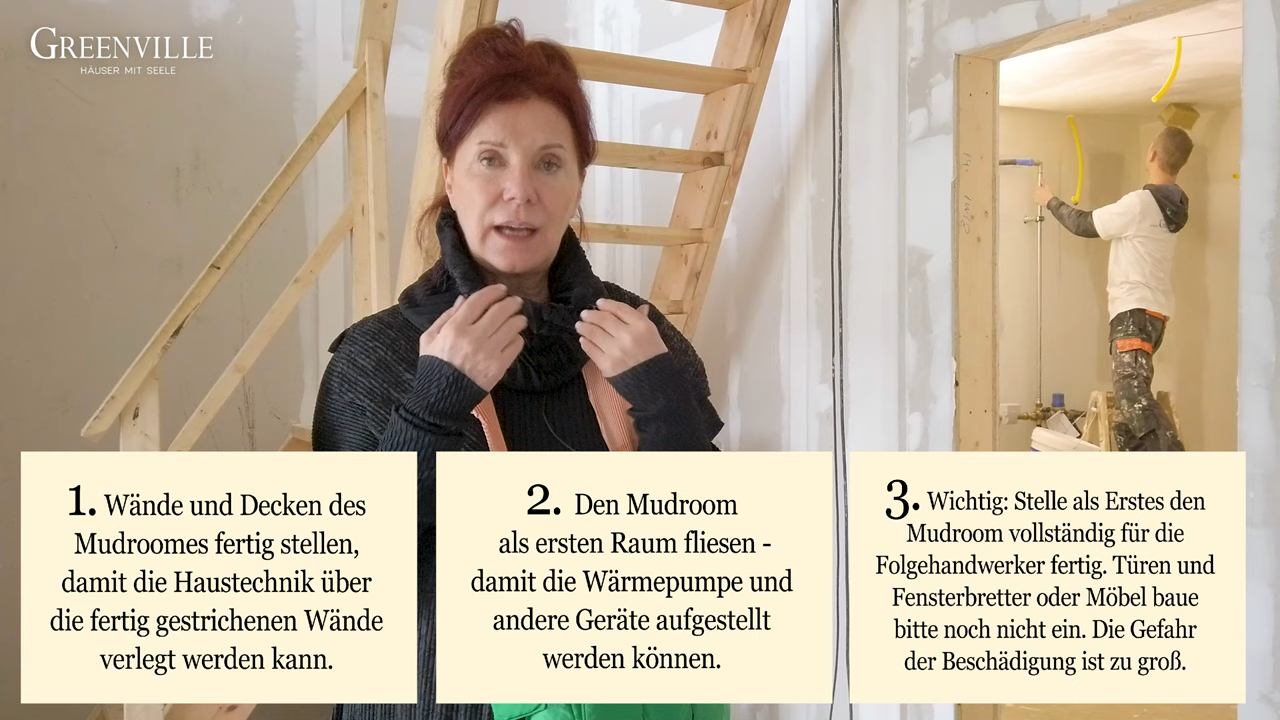 GREENVILLE
HÄUSER MIT SEELE
1. Wände und Decken des
Mudroomes fertig stellen,
damit die Haustechnik über
die fertig gestrichenen Wände
verlegt werden kann.
2. Den Mudroom
als ersten Raum fliesen -
damit die Wärmepumpe und
andere Geräte aufgestellt
werden können.
3. Wichtig: Stelle als Erstes den
Mudroom vollständig für die
Folgehandwerker fertig. Türen und
Fensterbretter oder Möbel baue
bitte noch nicht ein. Die Gefahr
der Beschädigung ist zu groß.